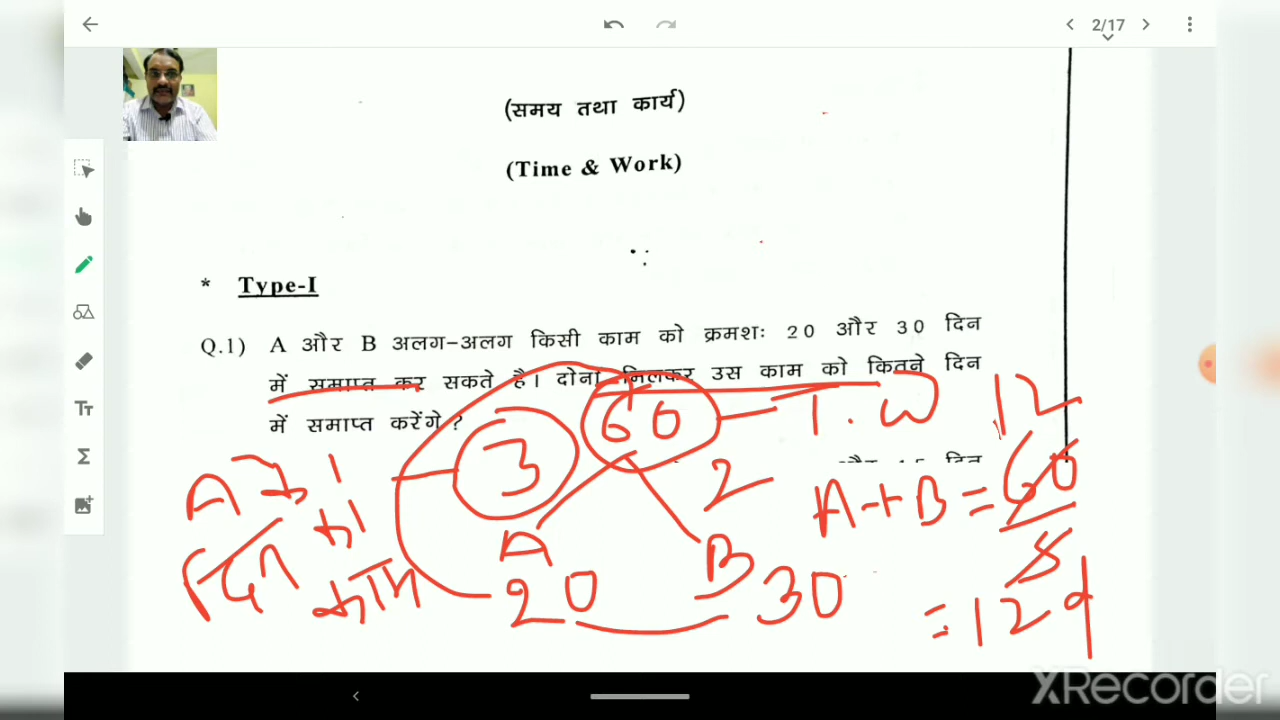 2/17
(समय तथा कार्य)
(Time & Work)
* Type-I
Q.1) A और B अलग-अलग किसी काम को क्रमशः 20 और 30 दिन
में समाप्त कर सकते है। दोनों मिलकर उस काम को कितने दिन
में समाप्त करेंगे ?
60 T. W 12
3 2 A+B = 60
A का 1 5
दिन का A B
काम 20 30 = 12 d
Tт
Σ
XRecorder